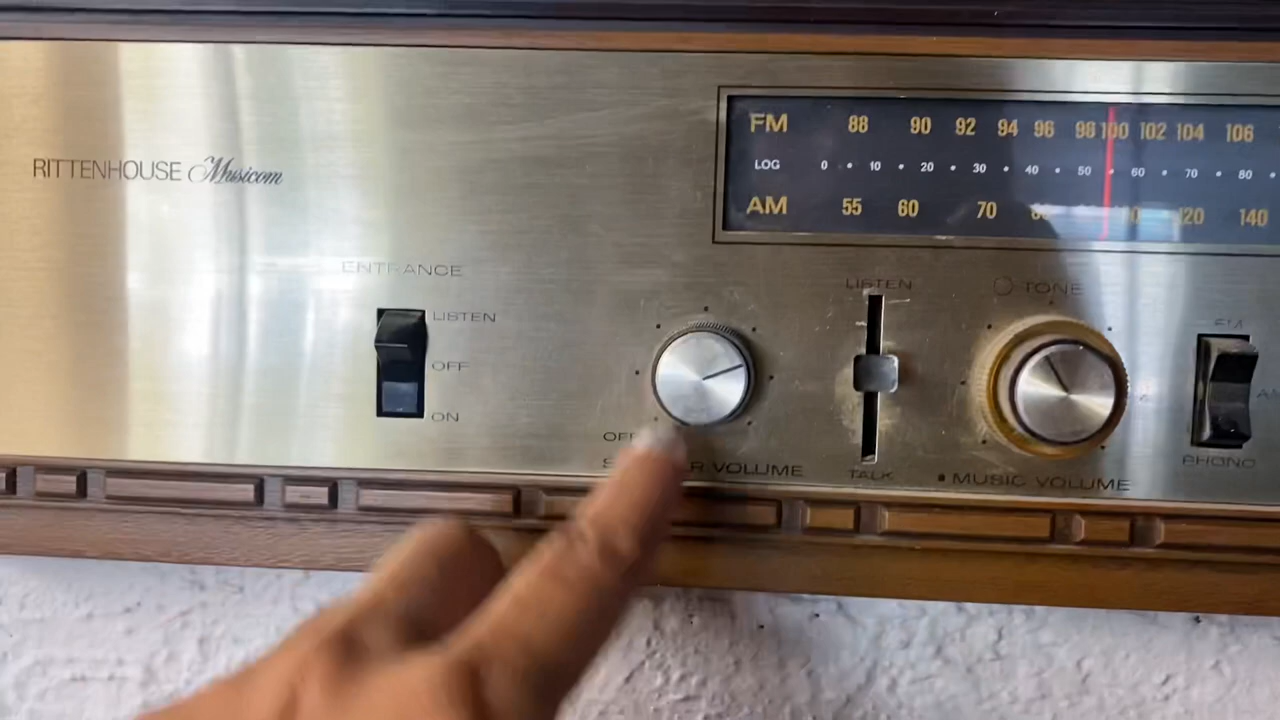 RITTENHOUSE Musicom
FM 88 90 92 94 96 98 100 102 104 106
LOG 0 10 20 30 40 50 60 70 80
AM 55 60 70 120 140
ENTRANCE
LISTEN
OFF
ON
VOLUME
LISTEN
TALK
TONE
MUSIC VOLUME
PHONO